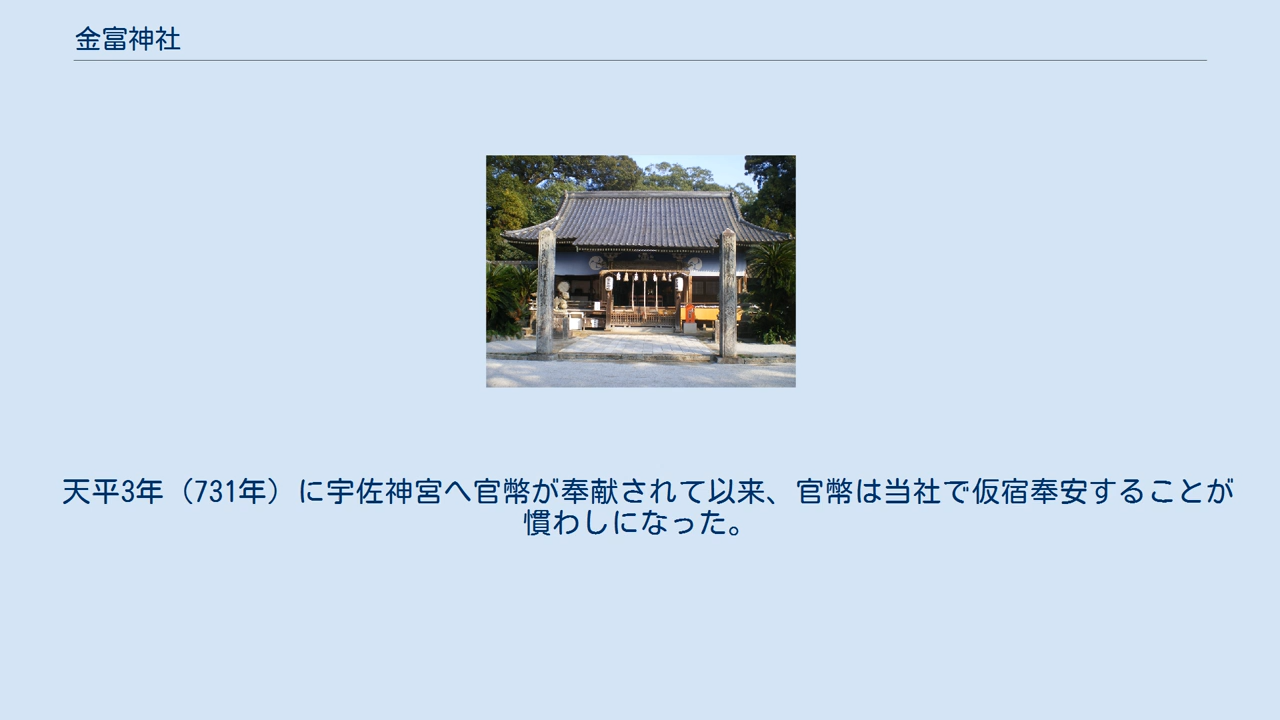 金富神社
天平3年（731年）に宇佐神宮へ官幣が奉献されて以来、官幣は当社で仮宿奉安することが
慣わしになった。